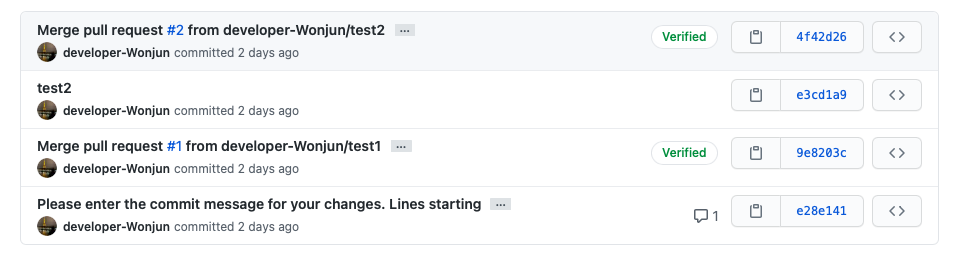 Merge pull request #2 from developer-Wonjun/test2 ...
developer-Wonjun committed 2 days ago
Verified
4f42d26
test2
developer-Wonjun committed 2 days ago
e3cd1a9
Merge pull request #1 from developer-Wonjun/test1 ...
developer-Wonjun committed 2 days ago
Verified
9e8203c
Please enter the commit message for your changes. Lines starting ...
developer-Wonjun committed 2 days ago
1
e28e141